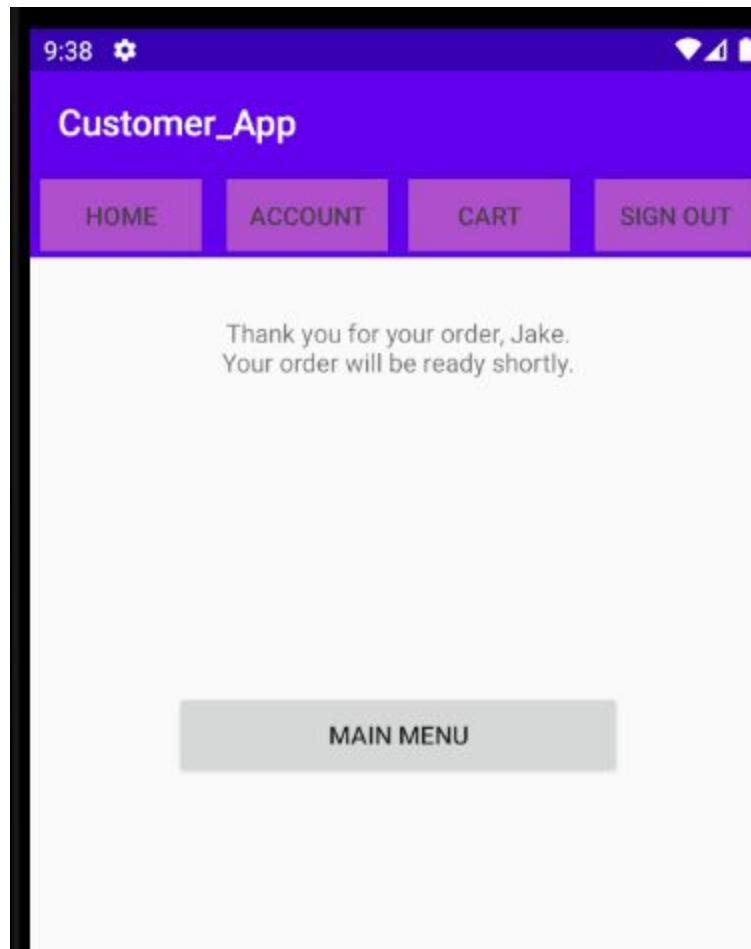 9:38
Customer_App
HOME ACCOUNT CART SIGN OUT
Thank you for your order, Jake.
Your order will be ready shortly.
MAIN MENU